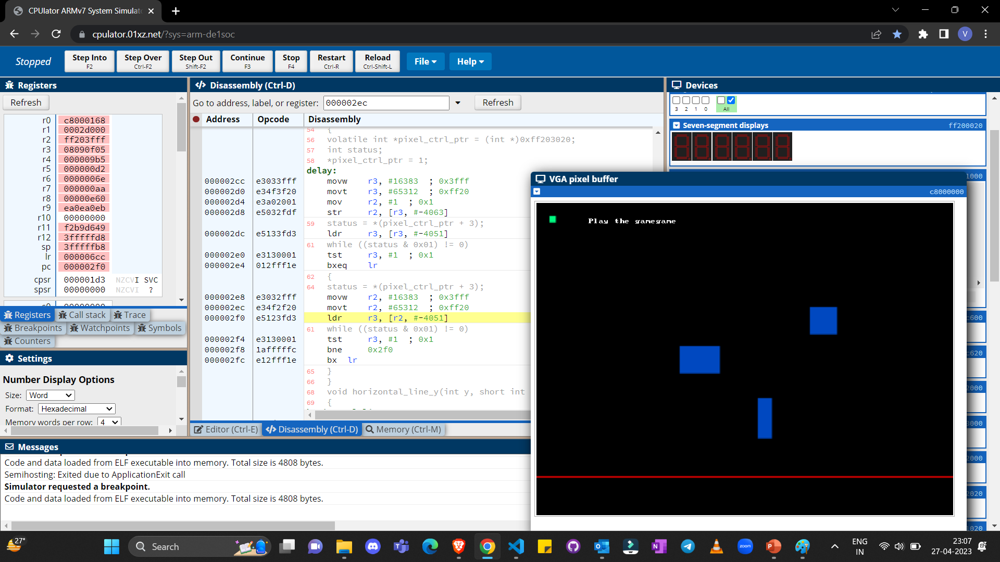 CPUlator ARMv7 System Simulat
cpulator.01xz.net/?sys=arm-de1soc
V
Stopped
Step Into
F2
Step Over
Ctrl-F2
Step Out
Shift-F2
Continue
F3
Stop
F4
Restart
Ctrl-R
Reload
Ctrl-Shift-L
File
Help
Registers
Refresh
r0 c8000168
r1 0002d000
r2 ff203fff
r3 08090f05
r4 000009b5
r5 000000d2
r6 0000006e
r7 000000aa
r8 00000e60
r9 ea0ea0eb
r10 00000000
r11 f2b9d649
r12 3fffffd8
sp 3fffffb8
lr 000006cc
pc 000002f0
cpsr 000001d3 NZCVI SVC
spsr 00000000 NZCVI ?
s0 00000000
Registers Call stack Trace
Breakpoints Watchpoints Symbols
Counters
Settings
Number Display Options
Size: Word
Format: Hexadecimal
Memory words per row: 4
Disassembly (Ctrl-D)
Go to address, label, or register: 000002ec Refresh
Address Opcode Disassembly
54 {
56 volatile int *pixel_ctrl_ptr = (int *)0xff203020;
57 int status;
58 *pixel_ctrl_ptr = 1;
delay:
000002cc e3033fff movw r3, #16383 ; 0x3fff
000002d0 e34f3f20 movt r3, #65312 ; 0xff20
000002d4 e3a02001 mov r2, #1 ; 0x1
000002d8 e5032fdf str r2, [r3, #-4063]
59 status = *(pixel_ctrl_ptr + 3);
000002dc e5133fd3 ldr r3, [r3, #-4051]
61 while ((status & 0x01) != 0)
000002e0 e3130001 tst r3, #1 ; 0x1
000002e4 012fff1e bxeq lr
62 {
64 status = *(pixel_ctrl_ptr + 3);
000002e8 e3032fff movw r2, #16383 ; 0x3fff
000002ec e34f2f20 movt r2, #65312 ; 0xff20
000002f0 e5123fd3 ldr r3, [r2, #-4051]
61 while ((status & 0x01) != 0)
000002f4 e3130001 tst r3, #1 ; 0x1
000002f8 1afffffc bne 0x2f0
000002fc e12fff1e bx lr
65 }
66 }
68 void horizontal_line_y(int y, short int
69 {
Editor (Ctrl-E) Disassembly (Ctrl-D) Memory (Ctrl-M)
Messages
Code and data loaded from ELF executable into memory. Total size is 4808 bytes.
Semihosting: Exited due to ApplicationExit call
Simulator requested a breakpoint.
Code and data loaded from ELF executable into memory. Total size is 4808 bytes.
Devices
3 2 1 0 All
Seven-segment displays ff200020
1000
VGA pixel buffer
c8000000
Play the gamegame
c600
c620
2000
3000
2000
2020
1020
27°
Search
zoom
ENG
IN
23:07
27-04-2023